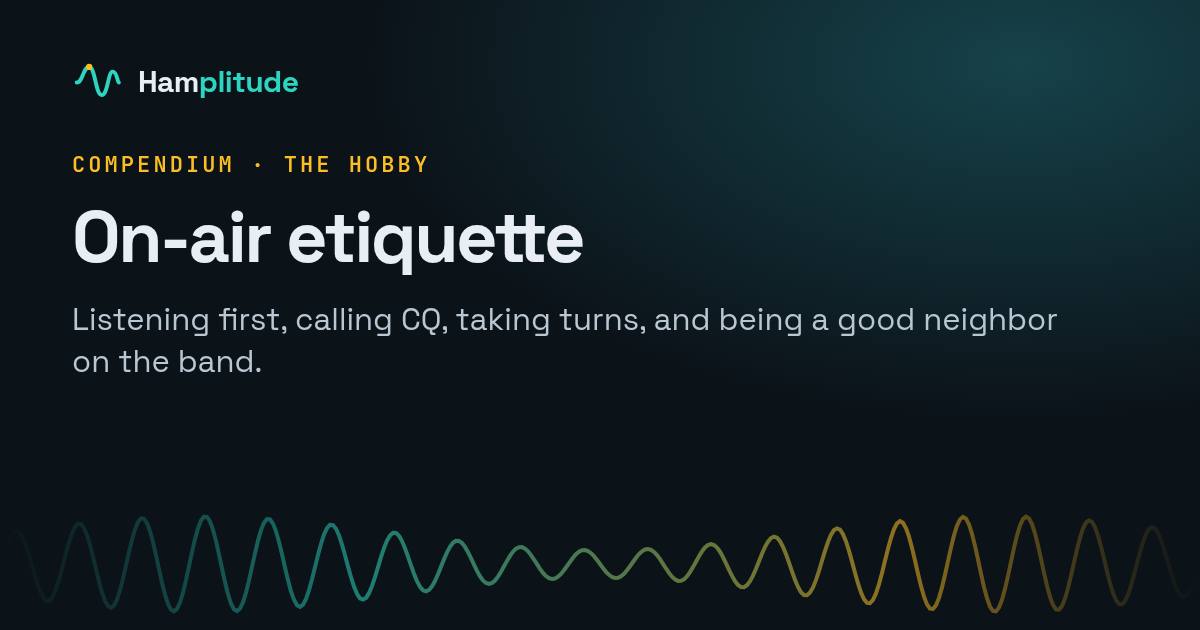 Hamplitude
COMPENDIUM · THE HOBBY
On-air etiquette
Listening first, calling CQ, taking turns, and being a good neighbor
on the band.